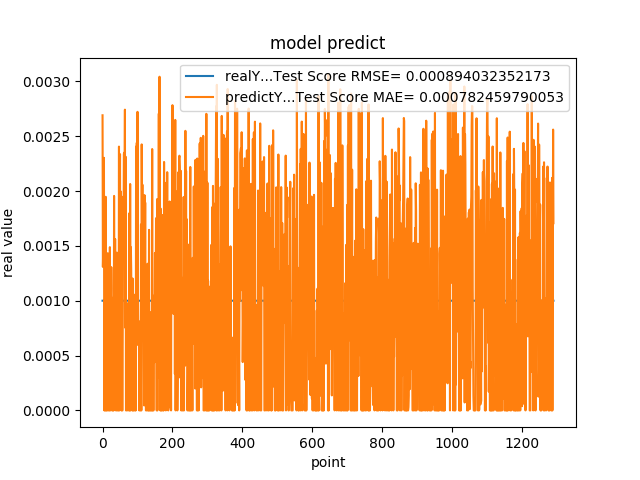 model predict
realY...Test Score RMSE= 0.000894032352173
predictY...Test Score MAE= 0.000782459790053
0.0030
0.0025
0.0020
0.0015
0.0010
0.0005
0.0000
real value
0 200 400 600 800 1000 1200
point